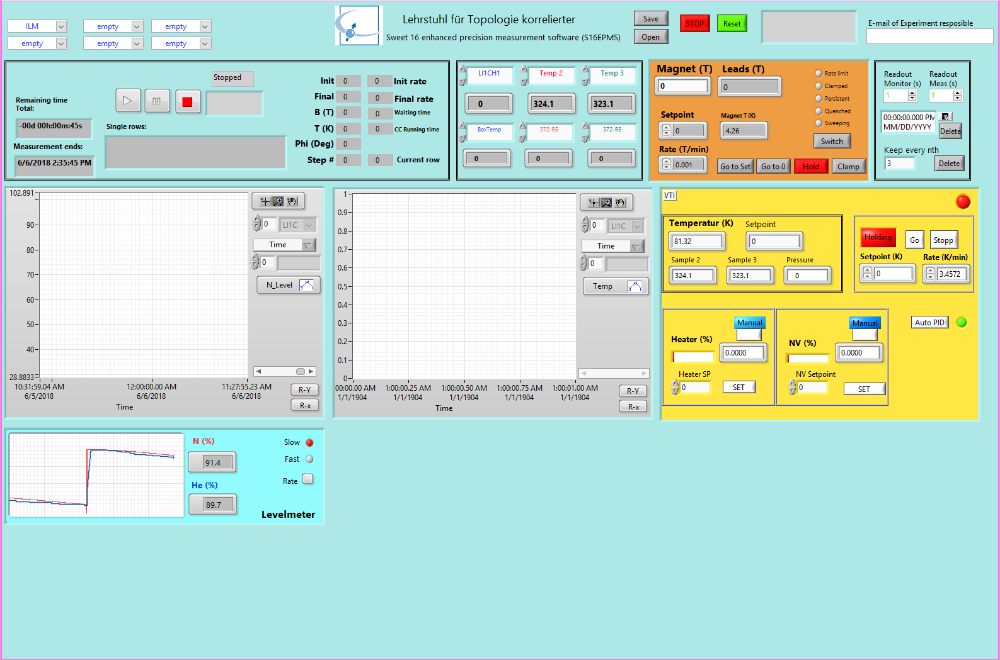 ILM empty empty
empty empty empty
Lehrstuhl für Topologie korrelierter
Sweet 16 enhanced precision measurement software (S16EPMS)
Save
Open
STOP
Reset
E-mail of Experiment resposible
Remaining time
Total:
-00d 00h:00m:45s
Measurement ends:
6/6/2018 2:35:45 PM
Stopped
Single rows:
Init 0 0 Init rate
Final 0 0 Final rate
B (T) 0 0 Waiting time
T (K) 0 0 CC Running time
Phi (Deg) 0
Step # 0 0 Current row
LI1CH1 Temp 2 Temp 3
0 324.1 323.1
BoxTemp 372-R5 372-R5
0 0 0
Magnet (T) Leads (T)
0 0
Rate limit
Clamped
Persistent
Quenched
Sweeping
Setpoint Magnet T (K)
0 4.26
Switch
Rate (T/min)
0.001 Go to Set Go to 0 Hold Clamp
Readout Readout
Monitor (s) Meas (s)
1 1
00:00:00.000 PM
MM/DD/YYYY
Delete
Keep every nth
3 Delete
102.891
90
80
70
60
50
40
28.8833
10:31:59.04 AM 12:00:00.00 AM 11:27:55.23 AM
6/5/2018 6/6/2018 6/6/2018
Time
0 LI1C
Time
0
N_Level
R-Y
R-x
1
0.9
0.8
0.7
0.6
0.5
0.4
0.3
0.2
0.1
0
00:00.00 AM 1:00:00.25 AM 1:00:00.50 AM 1:00:00.75 AM 1:00:01.00 AM
1/1/1904 1/1/1904 1/1/1904 1/1/1904 1/1/1904
Time
0 LI1C
Time
0
Temp
R-Y
R-x
VTI
Temperatur (K) Setpoint
81.32 0
Sample 2 Sample 3 Pressure
324.1 323.1 0
Holding Go Stopp
Setpoint (K) Rate (K/min)
0 3.4572
Manual
Heater (%)
0.0000
Heater SP
0 SET
Manual
NV (%)
0.0000
NV Setpoint
0 SET
Auto PID
N (%)
91.4
He (%)
89.7
Slow
Fast
Rate
Levelmeter